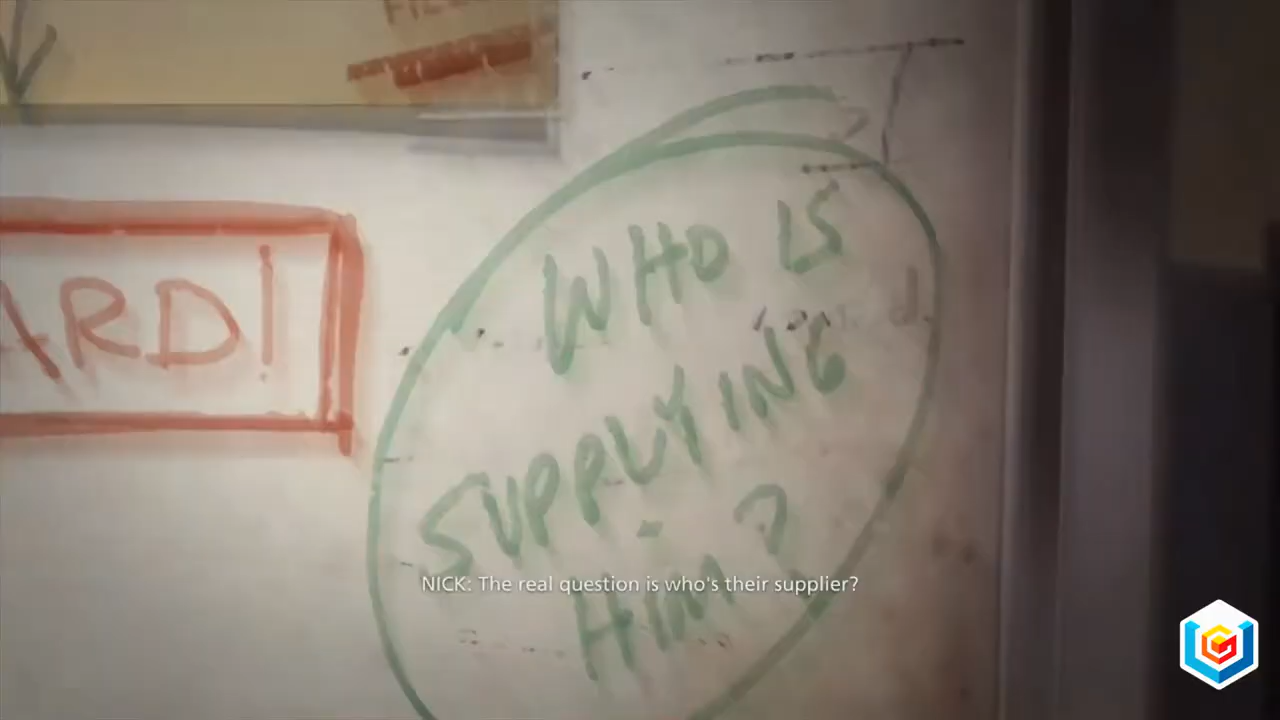 ARD!
WHO IS
SUPPLYING
HIM?
NICK: The real question is who's their supplier?